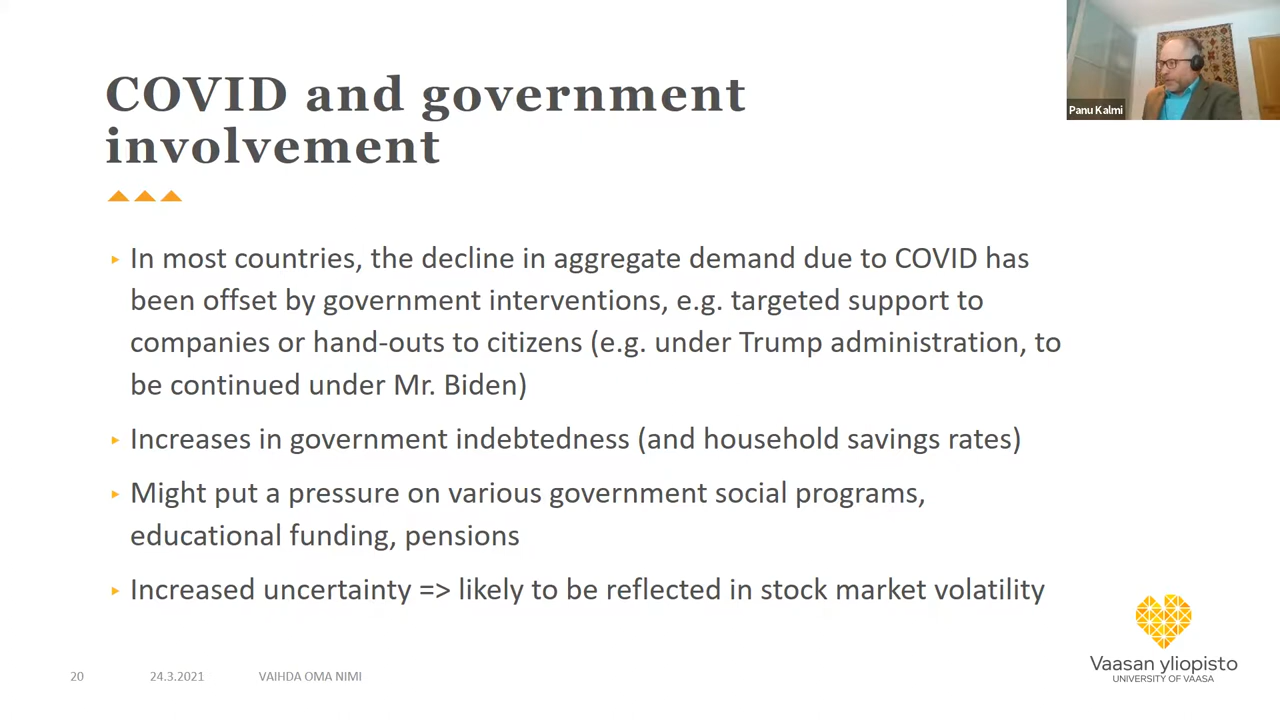 COVID and government
involvement
Panu Kalmi
In most countries, the decline in aggregate demand due to COVID has
been offset by government interventions, e.g. targeted support to
companies or hand-outs to citizens (e.g. under Trump administration, to
be continued under Mr. Biden)
Increases in government indebtedness (and household savings rates)
Might put a pressure on various government social programs,
educational funding, pensions
Increased uncertainty => likely to be reflected in stock market volatility
20 24.3.2021 VAIHDA OMA NIMI
Vaasan yliopisto
UNIVERSITY OF VAASA